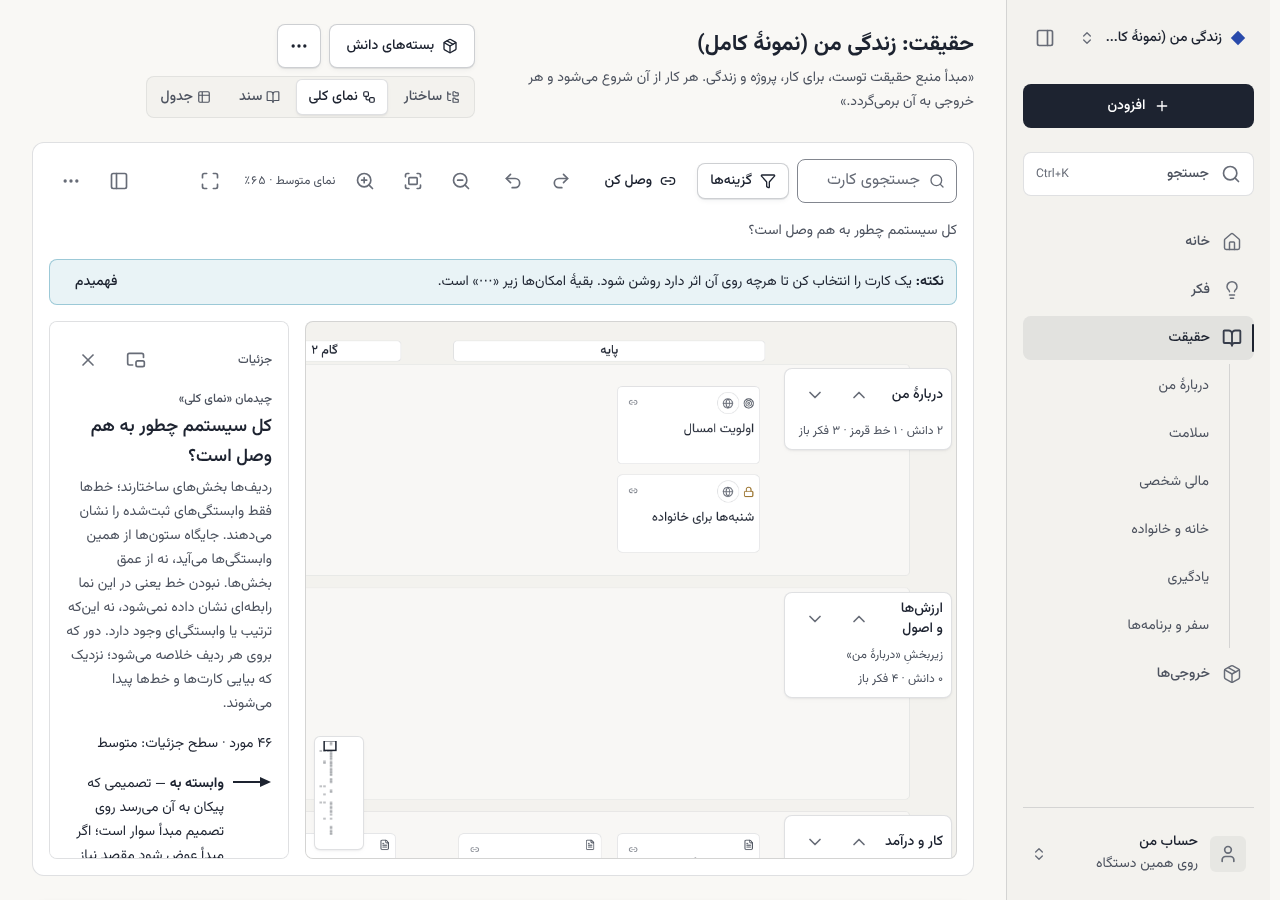 زندگی من (نمونهٔ کا...
افزودن
جستجو
Ctrl+K
خانه
فکر
حقیقت
دربارهٔ من
سلامت
مالی شخصی
خانه و خانواده
یادگیری
سفر و برنامه‌ها
خروجی‌ها
حساب من
روی همین دستگاه
حقیقت: زندگی من (نمونهٔ کامل)
«مبدأ منبع حقیقت توست، برای کار، پروژه و زندگی. هر کار از آن شروع می‌شود و هر
خروجی به آن برمی‌گردد.»
بسته‌های دانش
ساختار
نمای کلی
سند
جدول
جستجوی کارت
گزینه‌ها
وصل کن
نمای متوسط · ۶۵٪
کل سیستمم چطور به هم وصل است؟
نکته: یک کارت را انتخاب کن تا هرچه روی آن اثر دارد روشن شود. بقیهٔ امکان‌ها زیر «···» است.
فهمیدم
پایه
گام ۲
دربارهٔ من
۲ دانش · ۱ خط قرمز · ۳ فکر باز
اولویت امسال
شنبه‌ها برای خانواده
ارزش‌ها
و اصول
زیربخش «دربارهٔ من»
۰ دانش · ۴ فکر باز
کار و درآمد
جزئیات
چیدمان «نمای کلی»
کل سیستمم چطور به هم
وصل است؟
ردیف‌ها بخش‌های ساختارند؛ خط‌ها
فقط وابستگی‌های ثبت‌شده را نشان
می‌دهند. جایگاه ستون‌ها از همین
وابستگی‌ها می‌آید، نه از عمق
بخش‌ها. نبودن خط یعنی در این نما
رابطه‌ای نشان داده نمی‌شود، نه این‌که
ترتیب یا وابستگی‌ای وجود دارد. دور که
بروی هر ردیف خلاصه می‌شود؛ نزدیک
که بیایی کارت‌ها و خط‌ها پیدا
می‌شوند.
۴۶ مورد · سطح جزئیات: متوسط
وابسته به — تصمیمی که
پیکان به آن می‌رسد روی
تصمیم مبدأ سوار است؛ اگر
مبدأ عوض شود مقصد نیاز